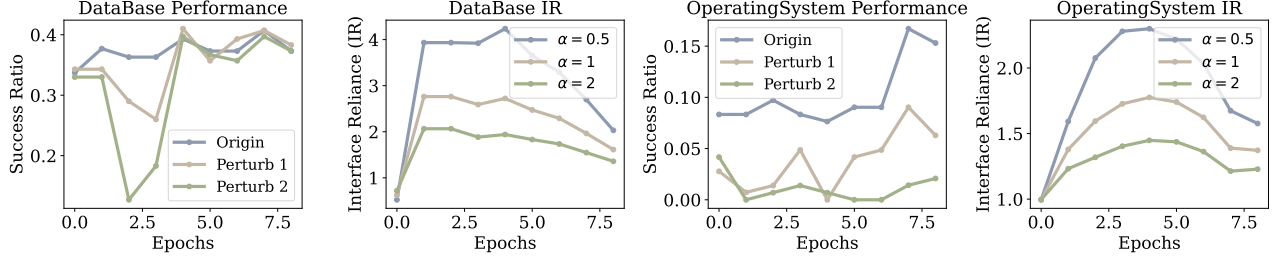 DataBase Performance
Success Ratio
0.4
0.3
0.2
Origin
Perturb 1
Perturb 2
0.0
2.5
5.0
7.5
Epochs
DataBase IR
Interface Reliance (IR)
4
3
2
1
α = 0.5
α = 1
α = 2
0.0
2.5
5.0
7.5
Epochs
OperatingSystem Performance
Success Ratio
0.15
0.10
0.05
0.00
Origin
Perturb 1
Perturb 2
0.0
2.5
5.0
7.5
Epochs
OperatingSystem IR
Interface Reliance (IR)
2.0
1.5
1.0
α = 0.5
α = 1
α = 2
0.0
2.5
5.0
7.5
Epochs